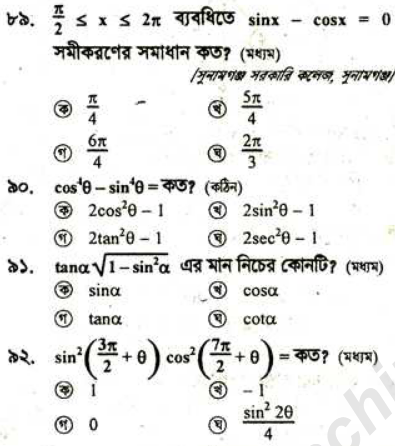 ৮৯. π/2 ≤ x ≤ 2π ব্যবধিতে sinx − cosx = 0
সমীকরণের সমাধান কত? (মধ্যম)
[সুনামগঞ্জ সরকারি কলেজ, সুনামগঞ্জ]
ক π/4 খ 5π/4
গ 6π/4 ঘ 2π/3
৯০. cos⁴θ − sin⁴θ = কত? (কঠিন)
ক 2cos²θ − 1 খ 2sin²θ − 1
গ 2tan²θ − 1 ঘ 2sec²θ − 1
৯১. tanα√(1 − sin²α) এর মান নিচের কোনটি? (মধ্যম)
ক sinα খ cosα
গ tanα ঘ cotα
৯২. sin²(3π/2 + θ) cos²(7π/2 + θ) = কত? (মধ্যম)
ক 1 খ − 1
গ 0 ঘ sin² 2θ/4